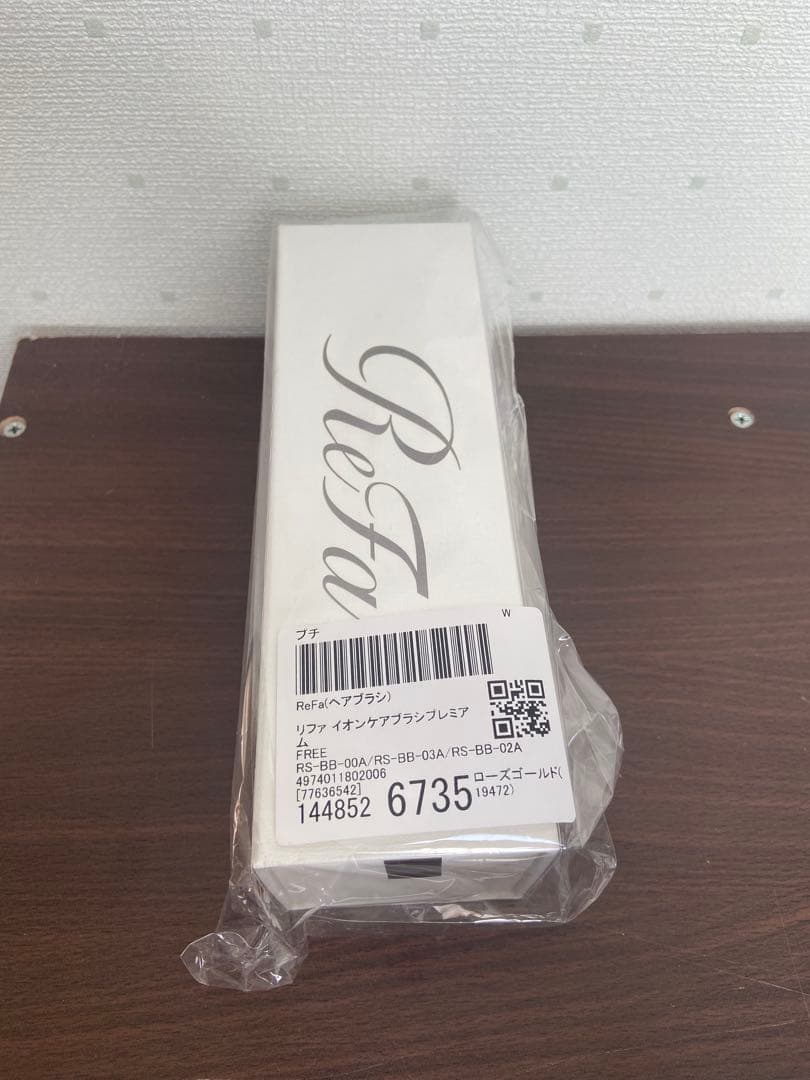 ReFa
プチ
W
ReFa(ヘアブラシ)
リファ イオンケアブラシプレミア
ム
FREE
RS-BB-00A/RS-BB-03A/RS-BB-02A
4974011802006
[77636542]
144852 6735 ローズゴールド(
19472)